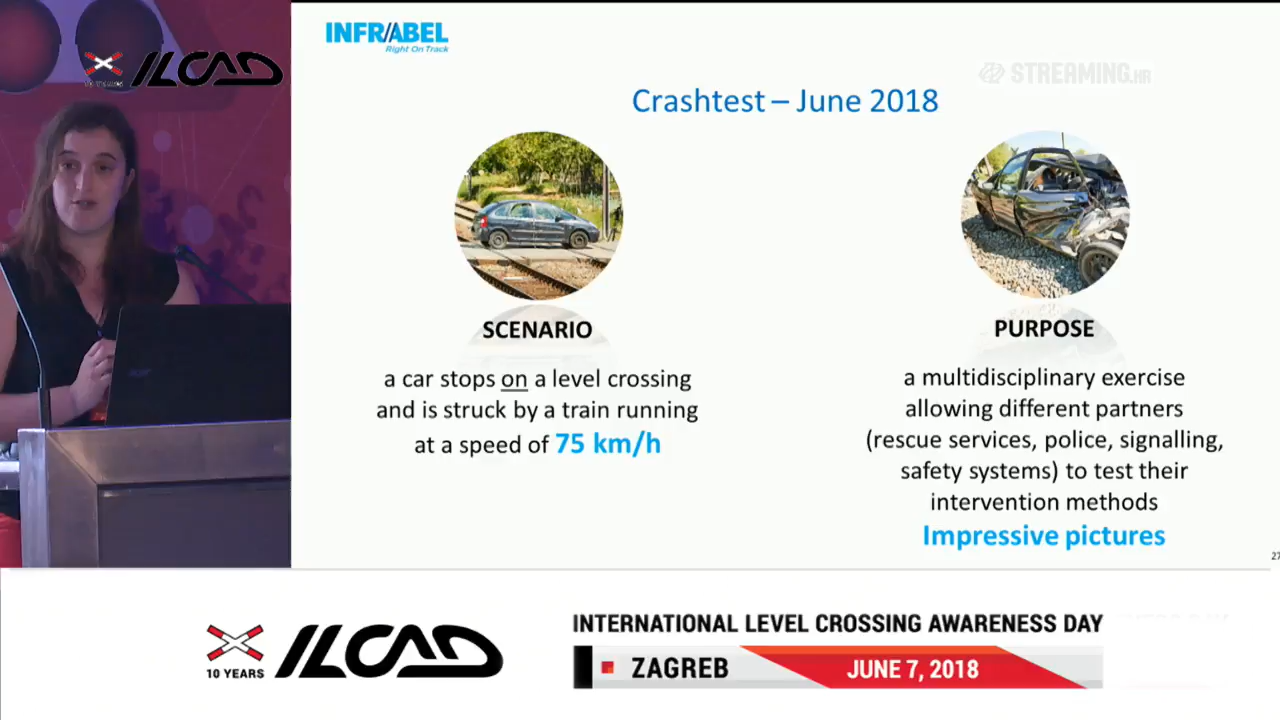 INFRABEL
Right On Track
STREAMING.HR
10 YEARS
ILCAD
Crashtest – June 2018
SCENARIO
a car stops on a level crossing
and is struck by a train running
at a speed of 75 km/h
PURPOSE
a multidisciplinary exercise
allowing different partners
(rescue services, police, signalling,
safety systems) to test their
intervention methods
Impressive pictures
27
10 YEARS
ILCAD
INTERNATIONAL LEVEL CROSSING AWARENESS DAY
ZAGREB
JUNE 7, 2018